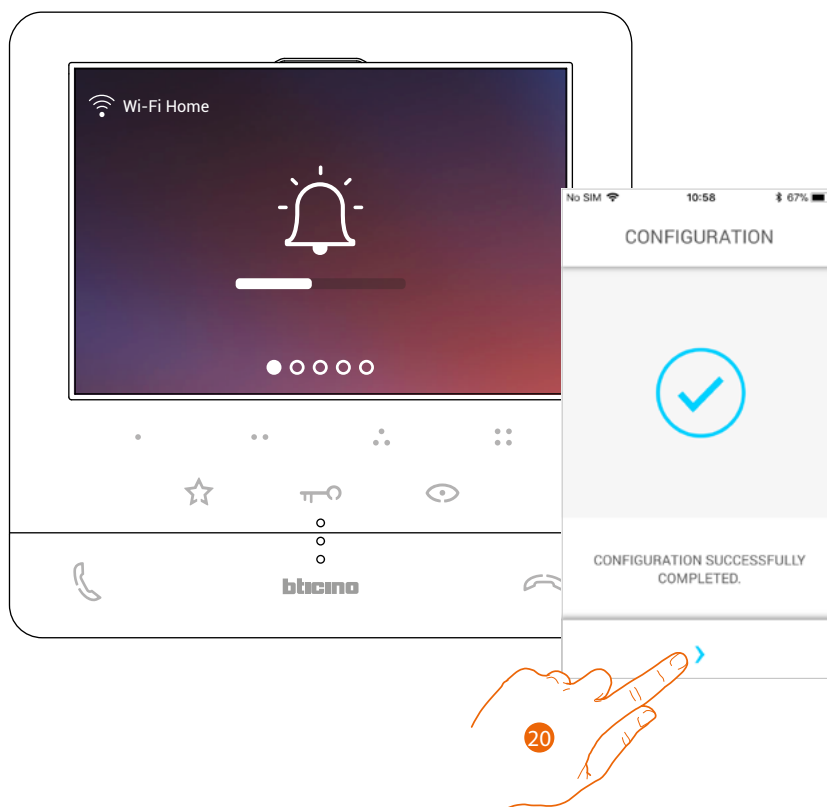 Wi-Fi Home
No SIM 10:58 67%
CONFIGURATION
CONFIGURATION SUCCESSFULLY
COMPLETED.
bticino
20